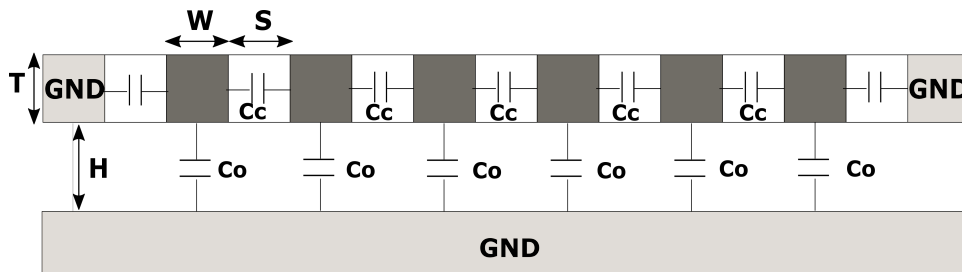 W S
T GND GND
Cc Cc Cc Cc Cc
H Co Co Co Co Co Co
GND